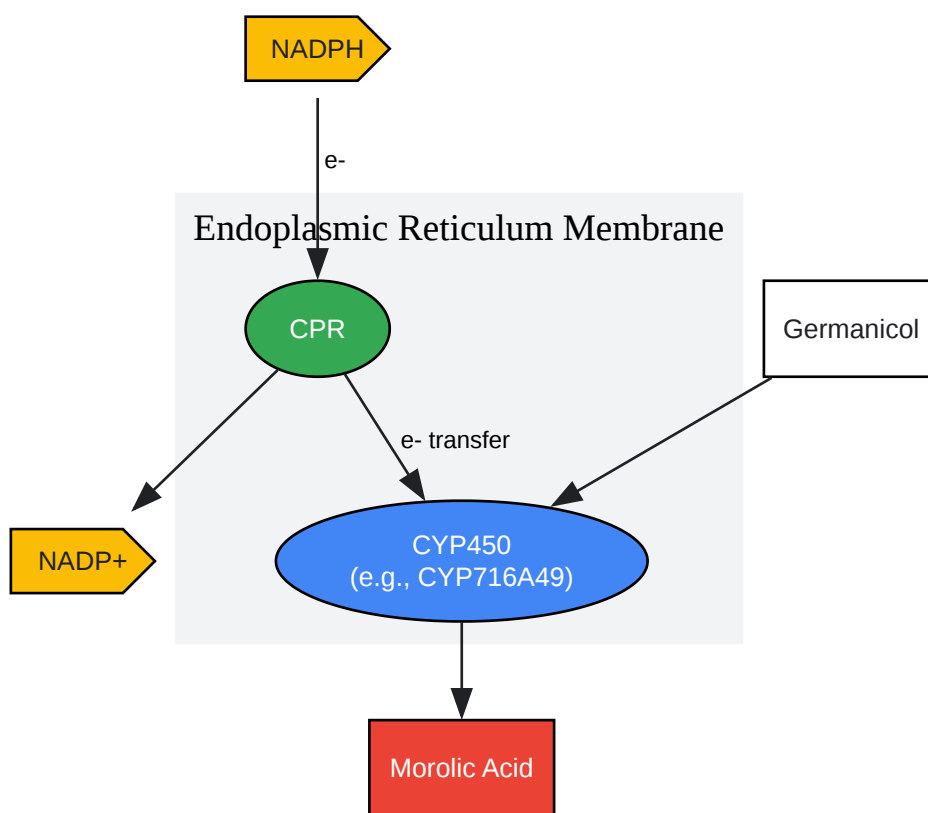 NADPH
e-
Endoplasmic Reticulum Membrane
CPR
Germanicol
e- transfer
CYP450
(e.g., CYP716A49)
NADP+
Morolic Acid